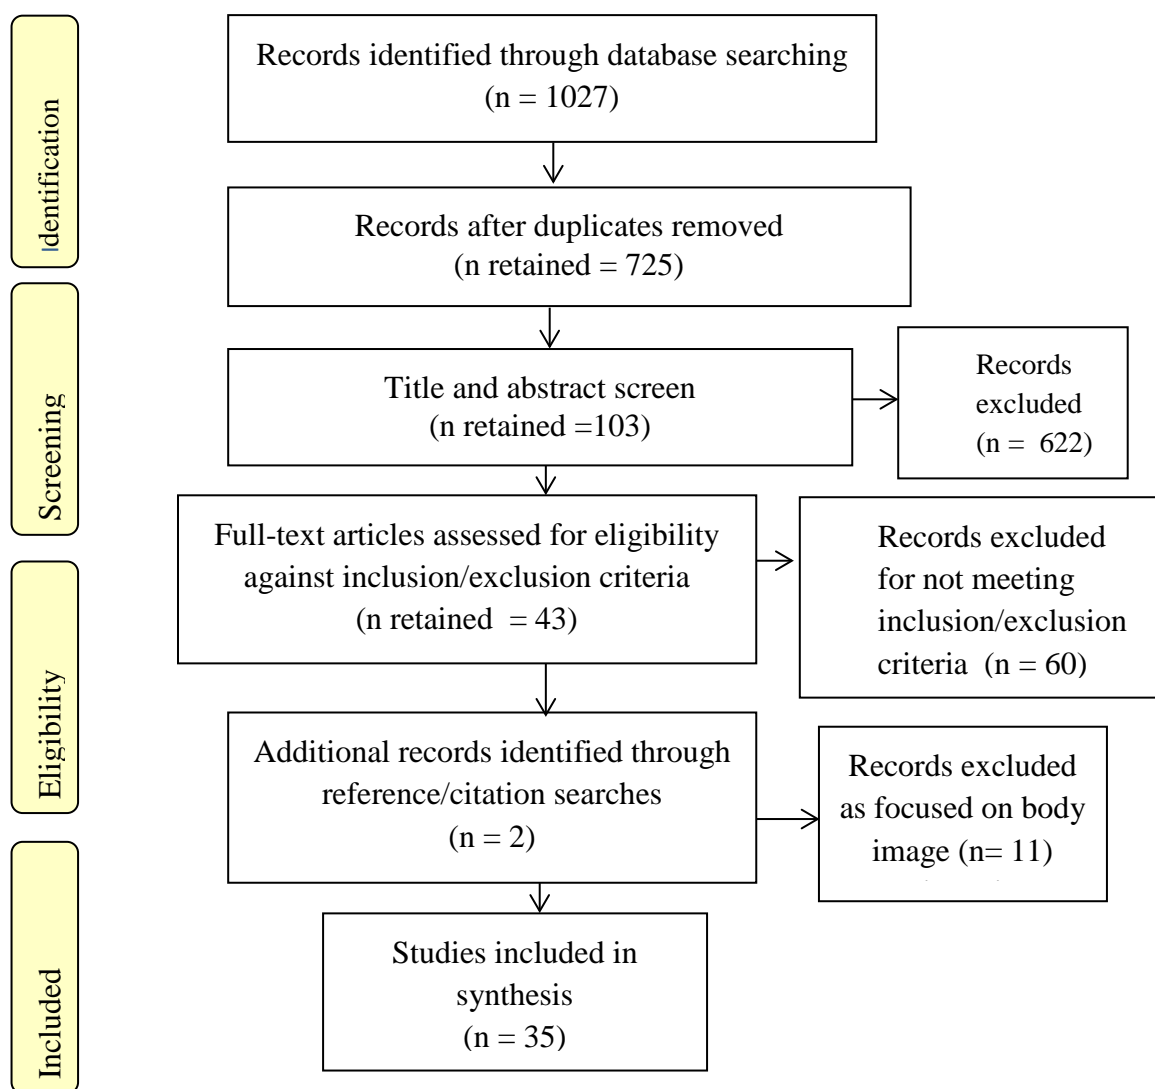 Identification
Records identified through database searching
(n = 1027)
Records after duplicates removed
(n retained = 725)
Screening
Title and abstract screen
(n retained =103)
Records
excluded
(n =  622)
Full-text articles assessed for eligibility
against inclusion/exclusion criteria
(n retained  = 43)
Records excluded
for not meeting
inclusion/exclusion
criteria  (n = 60)
Eligibility
Additional records identified through
reference/citation searches
(n = 2)
Records excluded
as focused on body
image (n= 11)
Included
Studies included in
synthesis
(n = 35)